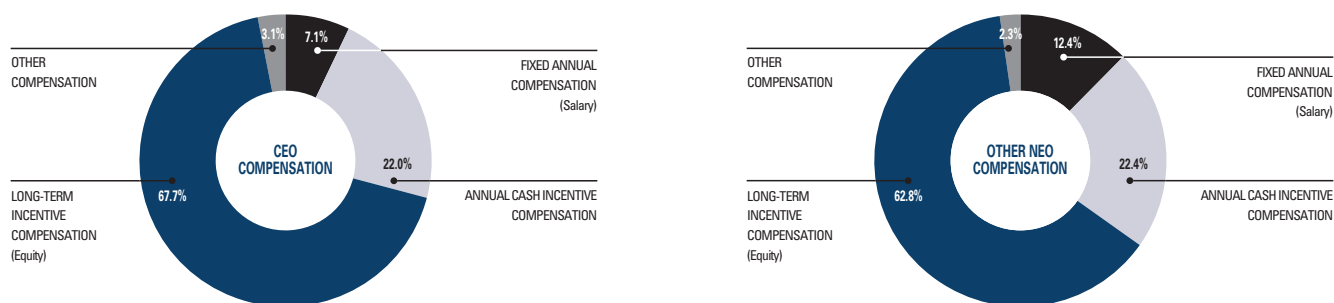 3.1%
7.1%
OTHER
COMPENSATION
FIXED ANNUAL
COMPENSATION
(Salary)
CEO
COMPENSATION
22.0%
67.7%
LONG-TERM
INCENTIVE
COMPENSATION
(Equity)
ANNUAL CASH INCENTIVE
COMPENSATION
2.3%
12.4%
OTHER
COMPENSATION
FIXED ANNUAL
COMPENSATION
(Salary)
OTHER NEO
COMPENSATION
22.4%
62.8%
LONG-TERM
INCENTIVE
COMPENSATION
(Equity)
ANNUAL CASH INCENTIVE
COMPENSATION